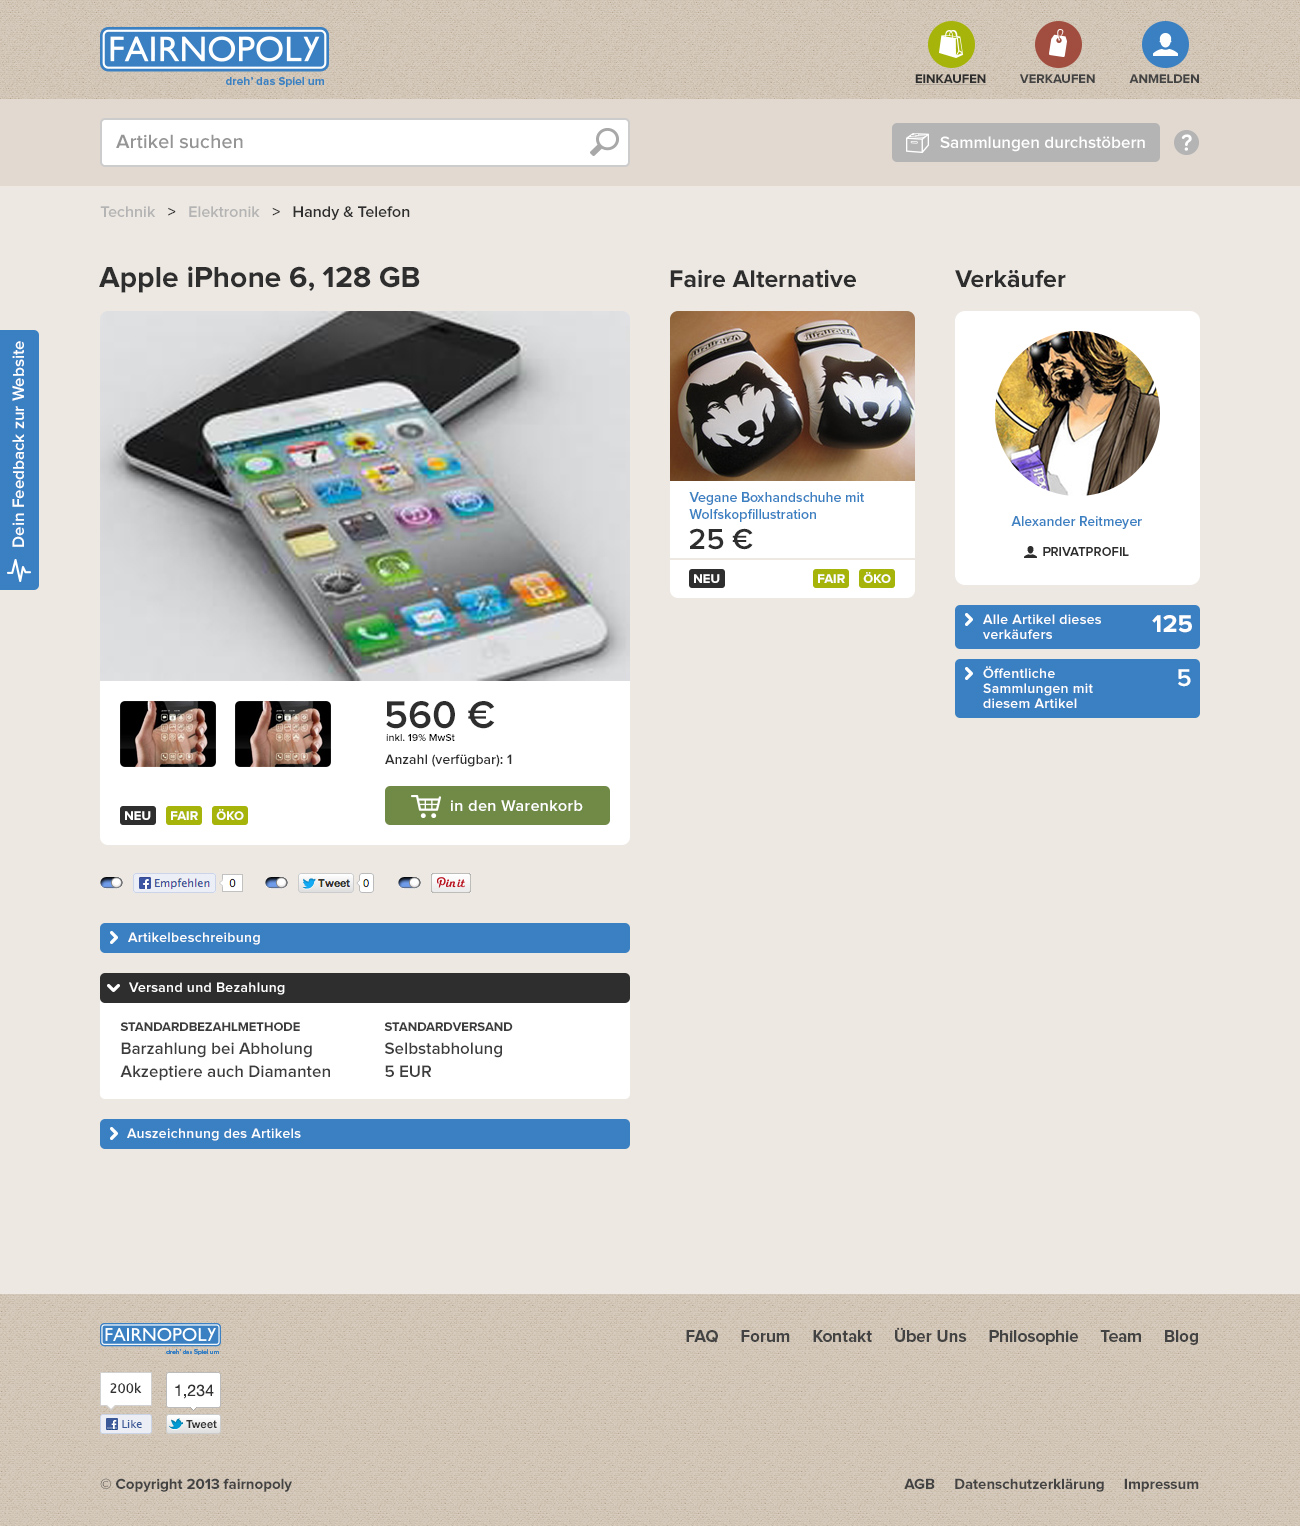 FAIRNOPOLY
dreh' das Spiel um
EINKAUFEN
VERKAUFEN
ANMELDEN
Artikel suchen
Sammlungen durchstöbern
?
Technik > Elektronik > Handy & Telefon
Apple iPhone 6, 128 GB
Faire Alternative
Verkäufer
Dein Feedback zur Website
Vegane Boxhandschuhe mit
Wolfskopfillustration
25 €
NEU
FAIR
ÖKO
Alexander Reitmeyer
PRIVATPROFIL
Alle Artikel dieses
verkäufers
125
Öffentliche
Sammlungen mit
diesem Artikel
5
560 €
inkl. 19% MwSt
Anzahl (verfügbar): 1
in den Warenkorb
NEU
FAIR
ÖKO
Empfehlen
0
Tweet
0
Pin it
Artikelbeschreibung
Versand und Bezahlung
STANDARDBEZAHLMETHODE
Barzahlung bei Abholung
Akzeptiere auch Diamanten
STANDARDVERSAND
Selbstabholung
5 EUR
Auszeichnung des Artikels
FAIRNOPOLY
dreh' das Spiel um
FAQ
Forum
Kontakt
Über Uns
Philosophie
Team
Blog
200k
1,234
Like
Tweet
© Copyright 2013 fairnopoly
AGB
Datenschutzerklärung
Impressum